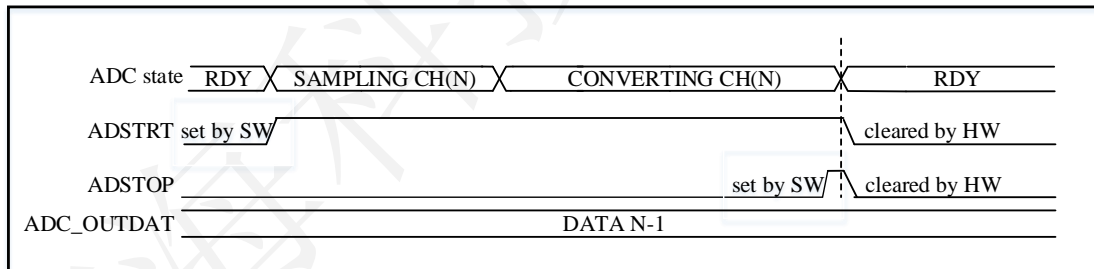 ADC state RDY SAMPLING CH(N) CONVERTING CH(N) RDY
ADSTRT set by SW cleared by HW
ADSTOP set by SW cleared by HW
ADC_OUTDAT DATA N-1